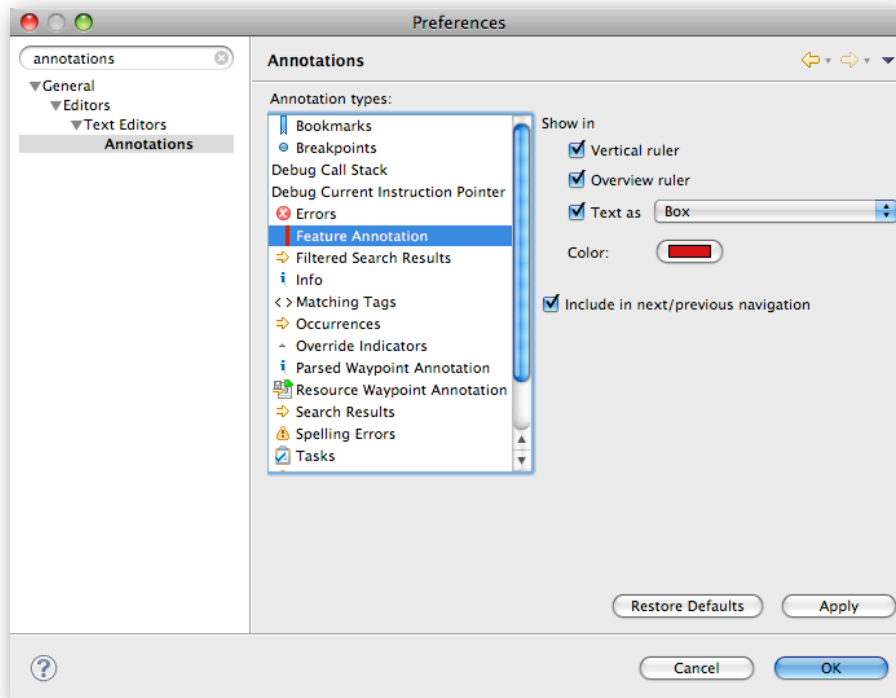 Preferences
annotations
General
Editors
Text Editors
Annotations
Annotations
Annotation types:
Bookmarks
Breakpoints
Debug Call Stack
Debug Current Instruction Pointer
Errors
Feature Annotation
Filtered Search Results
Info
Matching Tags
Occurrences
Override Indicators
Parsed Waypoint Annotation
Resource Waypoint Annotation
Search Results
Spelling Errors
Tasks
Show in
Vertical ruler
Overview ruler
Text as Box
Color:
Include in next/previous navigation
Restore Defaults Apply
Cancel OK